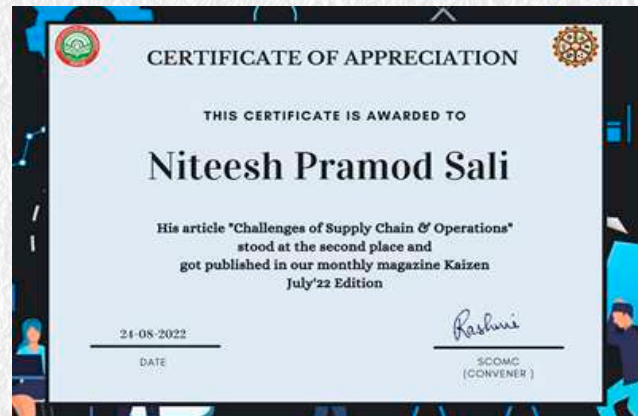 CERTIFICATE OF APPRECIATION
THIS CERTIFICATE IS AWARDED TO
Niteesh Pramod Sali
His article "Challenges of Supply Chain & Operations"
stood at the second place and
got published in our monthly magazine Kaizen
July'22 Edition
24-08-2022
DATE
Rashmi
SCOMC
(CONVENER )